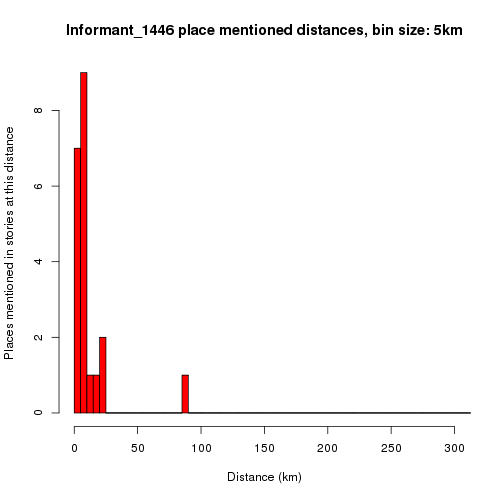 Informant_1446 place mentioned distances, bin size: 5km
Places mentioned in stories at this distance
8
6
4
2
0
0 50 100 150 200 250 300
Distance (km)